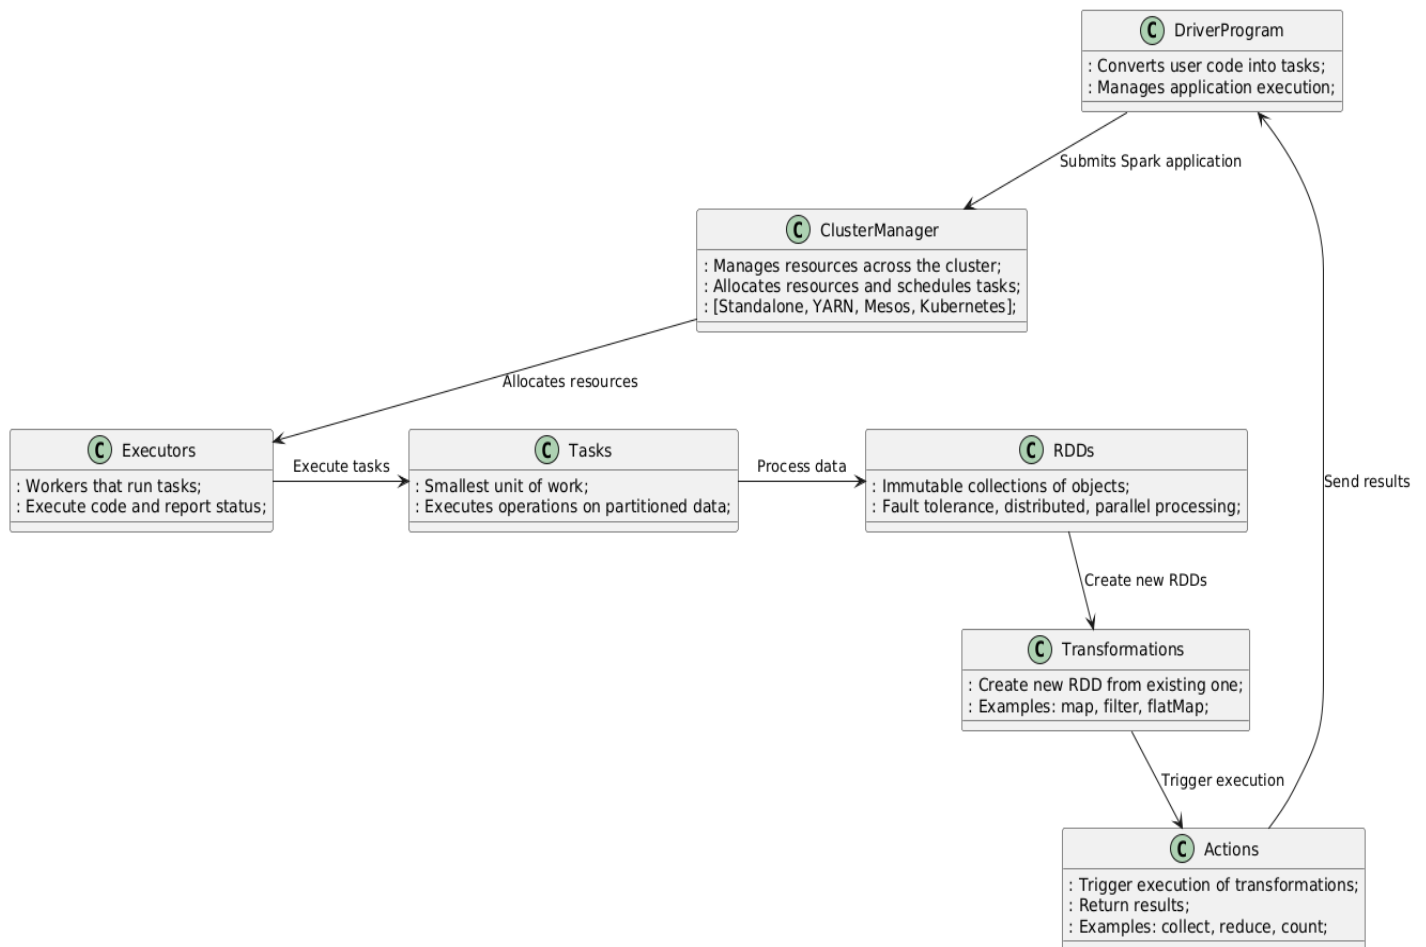 C DriverProgram
: Converts user code into tasks;
: Manages application execution;
Submits Spark application
C ClusterManager
: Manages resources across the cluster;
: Allocates resources and schedules tasks;
: [Standalone, YARN, Mesos, Kubernetes];
Allocates resources
C Executors
: Workers that run tasks;
: Execute code and report status;
Execute tasks
C Tasks
: Smallest unit of work;
: Executes operations on partitioned data;
Process data
C RDDs
: Immutable collections of objects;
: Fault tolerance, distributed, parallel processing;
Send results
Create new RDDs
C Transformations
: Create new RDD from existing one;
: Examples: map, filter, flatMap;
Trigger execution
C Actions
: Trigger execution of transformations;
: Return results;
: Examples: collect, reduce, count;